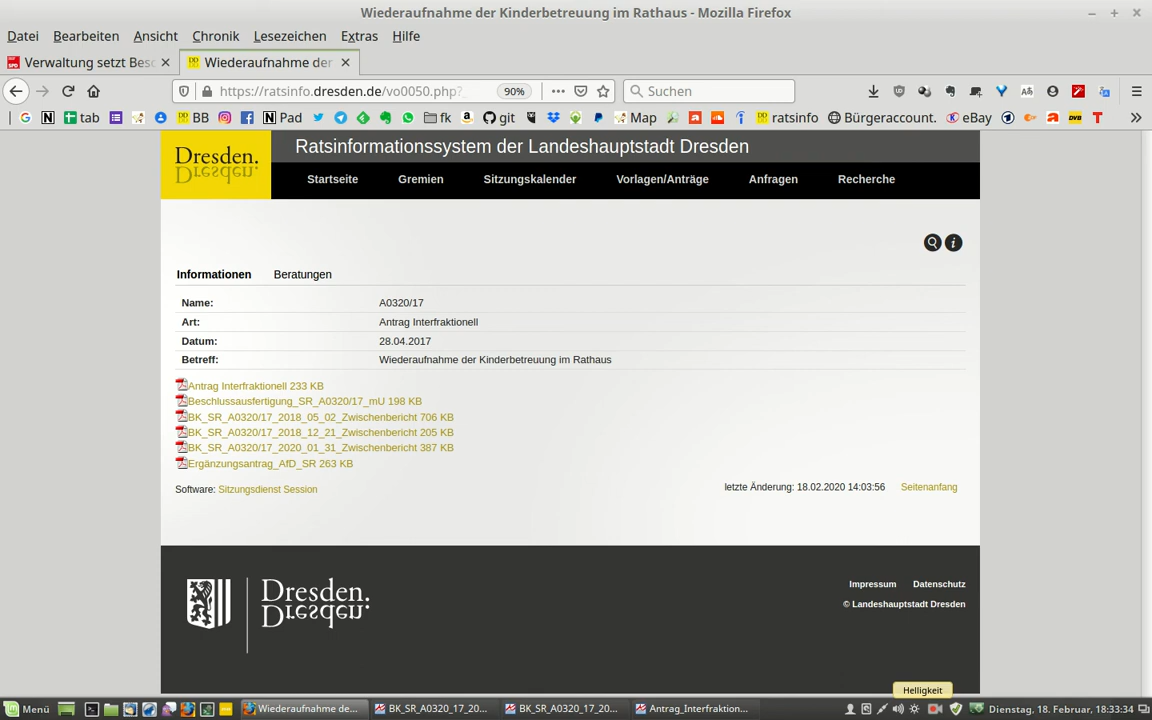 Wiederaufnahme der Kinderbetreuung im Rathaus - Mozilla Firefox
Datei Bearbeiten Ansicht Chronik Lesezeichen Extras Hilfe
Verwaltung setzt Besc
Wiederaufnahme der
https://ratsinfo.dresden.de/vo0050.php?
90%
Suchen
tab
BB
Pad
fk
git
Map
ratsinfo
Bürgeraccount.
eBay
Dresden.
Dresden.
Ratsinformationssystem der Landeshauptstadt Dresden
Startseite Gremien Sitzungskalender Vorlagen/Anträge Anfragen Recherche
Informationen Beratungen
Name: A0320/17
Art: Antrag Interfraktionell
Datum: 28.04.2017
Betreff: Wiederaufnahme der Kinderbetreuung im Rathaus
Antrag Interfraktionell 233 KB
Beschlussausfertigung_SR_A0320/17_mU 198 KB
BK_SR_A0320/17_2018_05_02_Zwischenbericht 706 KB
BK_SR_A0320/17_2018_12_21_Zwischenbericht 205 KB
BK_SR_A0320/17_2020_01_31_Zwischenbericht 387 KB
Ergänzungsantrag_AfD_SR 263 KB
Software: Sitzungsdienst Session
letzte Änderung: 18.02.2020 14:03:56 Seitenanfang
Dresden.
Dresden.
Impressum Datenschutz
© Landeshauptstadt Dresden
Helligkeit
Menü
Wiederaufnahme de...
BK_SR_A0320_17_20...
BK_SR_A0320_17_20...
Antrag_Interfraktion...
Dienstag, 18. Februar, 18:33:34